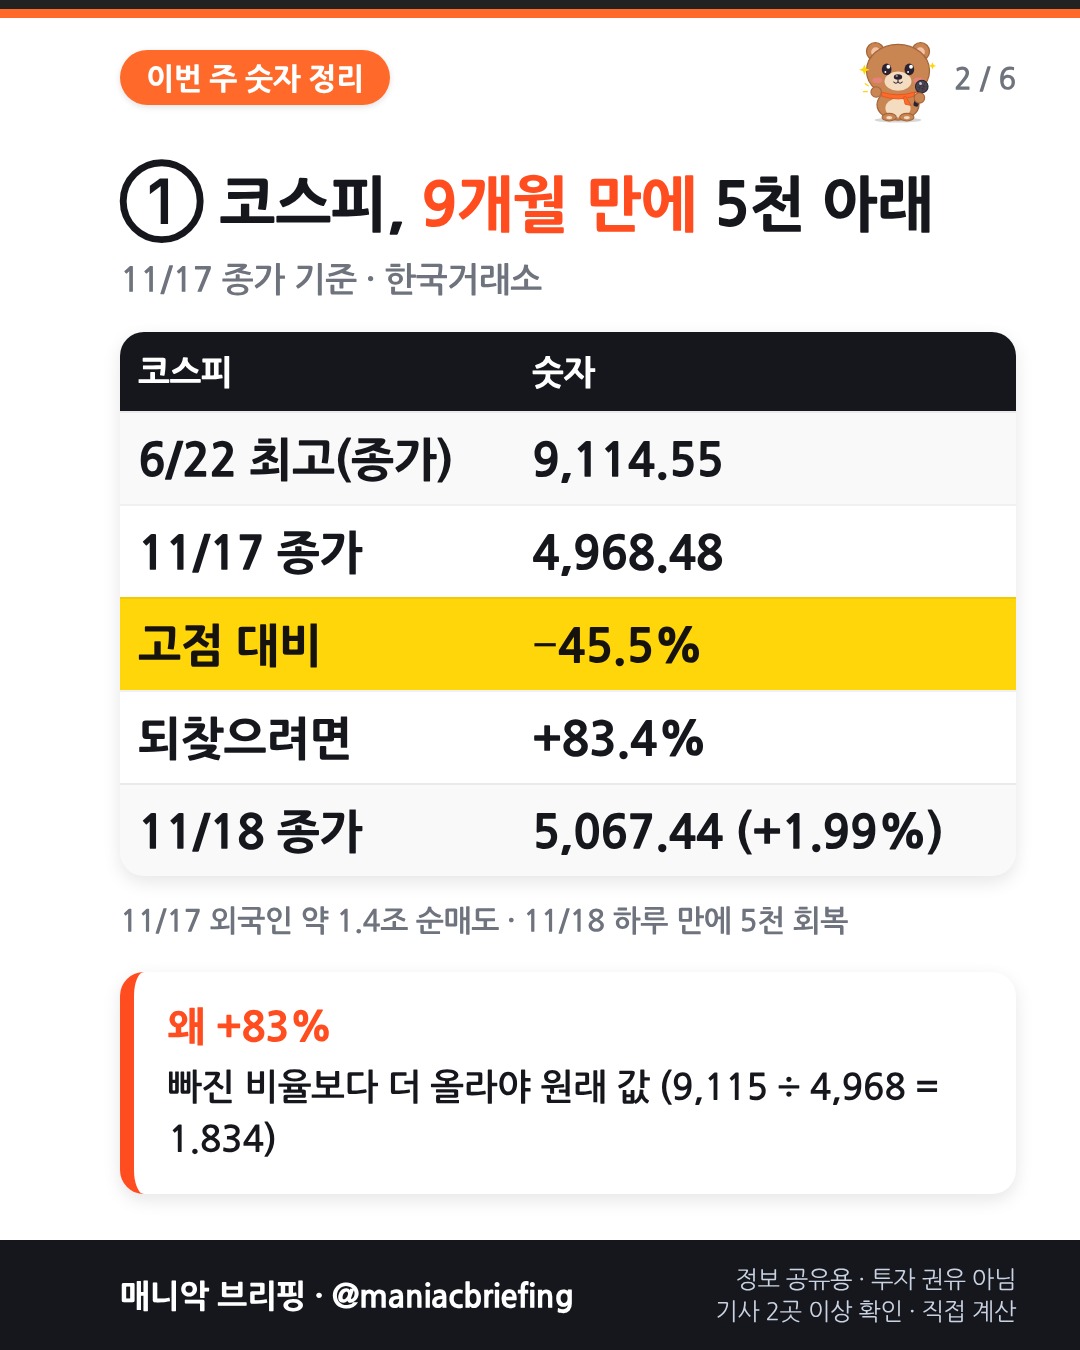 이번 주 숫자 정리
2 / 6
① 코스피, 9개월 만에 5천 아래
11/17 종가 기준 · 한국거래소
코스피 숫자
6/22 최고(종가) 9,114.55
11/17 종가 4,968.48
고점 대비 −45.5%
되찾으려면 +83.4%
11/18 종가 5,067.44 (+1.99%)
11/17 외국인 약 1.4조 순매도 · 11/18 하루 만에 5천 회복
왜 +83%
빠진 비율보다 더 올라야 원래 값 (9,115 ÷ 4,968 =
1.834)
매니악 브리핑 · @maniacbriefing
정보 공유용 · 투자 권유 아님
기사 2곳 이상 확인 · 직접 계산